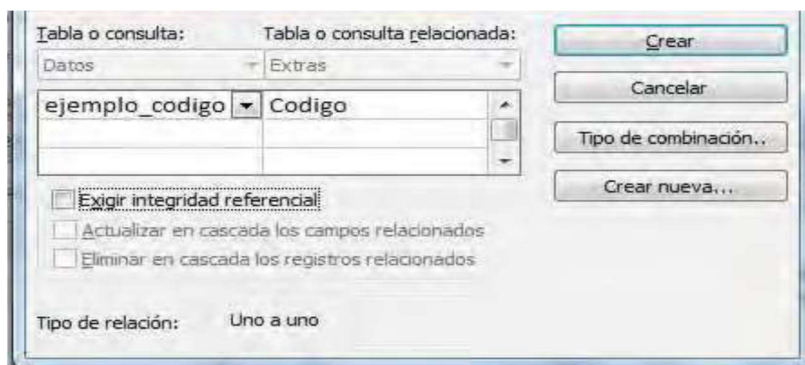 Tabla o consulta: Tabla o consulta relacionada:
Datos Extras
ejemplo_codigo Codigo
Exigir integridad referencial
Actualizar en cascada los campos relacionados
Eliminar en cascada los registros relacionados
Tipo de relación: Uno a uno
Crear
Cancelar
Tipo de combinación..
Crear nueva...